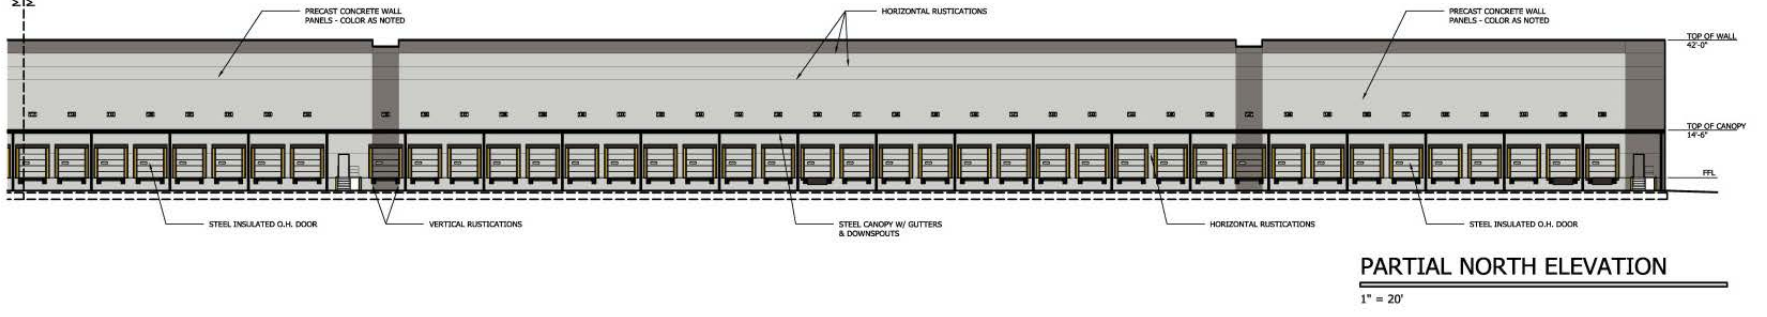 PRECAST CONCRETE WALL
PANELS - COLOR AS NOTED
HORIZONTAL RUSTICATIONS
PRECAST CONCRETE WALL
PANELS - COLOR AS NOTED
TOP OF WALL
42'-0"
TOP OF CANOPY
14'-6"
FFL
STEEL INSULATED O.H. DOOR
VERTICAL RUSTICATIONS
STEEL CANOPY W/ GUTTERS
& DOWNSPOUTS
HORIZONTAL RUSTICATIONS
STEEL INSULATED O.H. DOOR
PARTIAL NORTH ELEVATION
1" = 20'